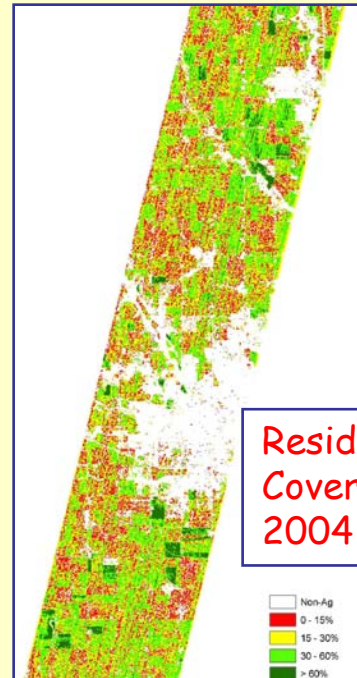 Resid
Cover
2004
Non-Ag
0 - 15%
15 - 30%
30 - 60%
> 60%